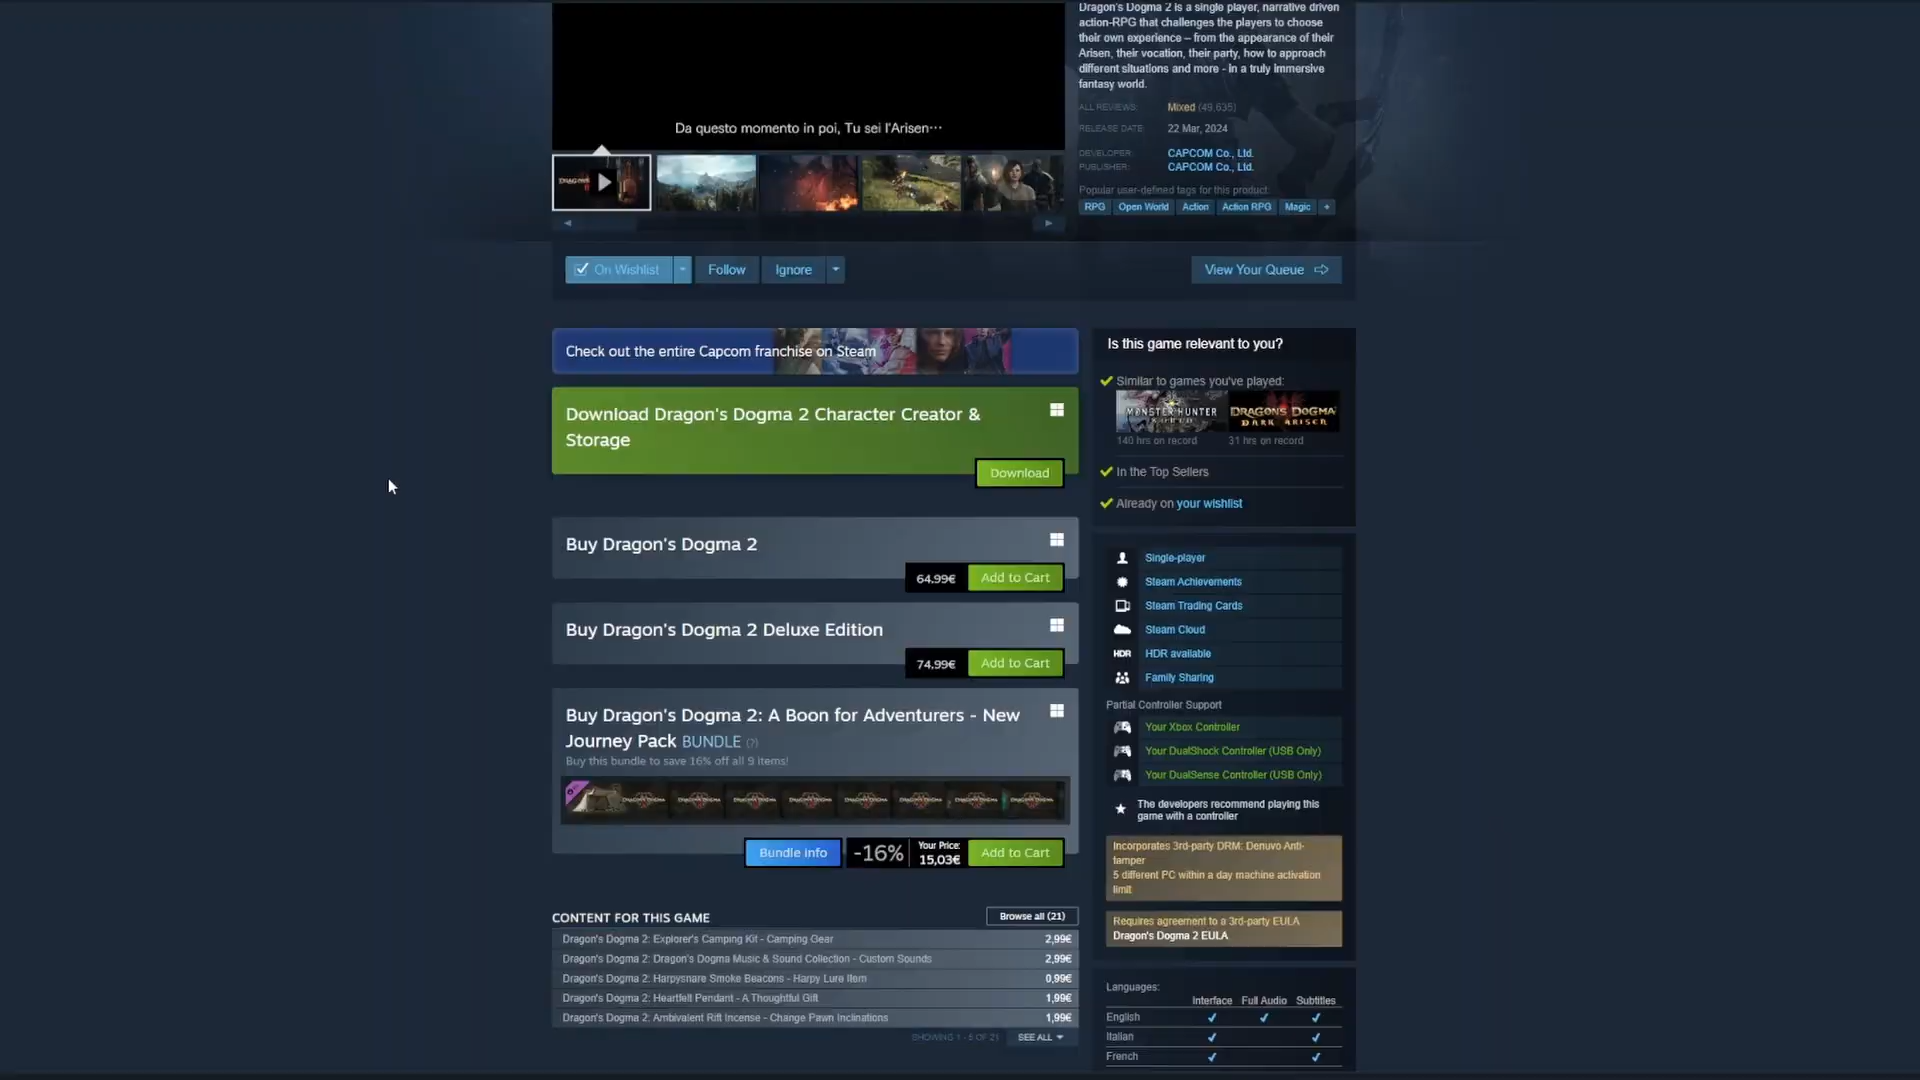 Dragon's Dogma 2 is a single player, narrative driven
action-RPG that challenges the players to choose
their own experience – from the appearance of their
Arisen, their vocation, their party, how to approach
different situations and more - in a truly immersive
fantasy world.
ALL REVIEWS: Mixed (49,635)
RELEASE DATE: 22 Mar, 2024
DEVELOPER: CAPCOM Co., Ltd.
PUBLISHER: CAPCOM Co., Ltd.
Popular user-defined tags for this product:
RPG Open World Action Action RPG Magic +
Da questo momento in poi, Tu sei l'Arisen···
On Wishlist Follow Ignore View Your Queue
Check out the entire Capcom franchise on Steam
Download Dragon's Dogma 2 Character Creator &
Storage
Download
Buy Dragon's Dogma 2
64,99€ Add to Cart
Buy Dragon's Dogma 2 Deluxe Edition
74,99€ Add to Cart
Buy Dragon's Dogma 2: A Boon for Adventurers - New
Journey Pack BUNDLE (?)
Buy this bundle to save 16% off all 9 items!
Bundle info -16% Your Price:
15,03€ Add to Cart
CONTENT FOR THIS GAME Browse all (21)
Dragon's Dogma 2: Explorer's Camping Kit - Camping Gear 2,99€
Dragon's Dogma 2: Dragon's Dogma Music & Sound Collection - Custom Sounds 2,99€
Dragon's Dogma 2: Harpysnare Smoke Beacons - Harpy Lure Item 0,99€
Dragon's Dogma 2: Heartfelt Pendant - A Thoughtful Gift 1,99€
Dragon's Dogma 2: Ambivalent Rift Incense - Change Pawn Inclinations 1,99€
SHOWING 1 - 5 OF 21 SEE ALL
Is this game relevant to you?
Similar to games you've played:
MONSTER HUNTER
WORLD
DRAGON'S DOGMA
DARK ARISEN
140 hrs on record 31 hrs on record
In the Top Sellers
Already on your wishlist
Single-player
Steam Achievements
Steam Trading Cards
Steam Cloud
HDR HDR available
Family Sharing
Partial Controller Support
Your Xbox Controller
Your DualShock Controller (USB Only)
Your DualSense Controller (USB Only)
The developers recommend playing this
game with a controller
Incorporates 3rd-party DRM: Denuvo Anti-
tamper
5 different PC within a day machine activation
limit
Requires agreement to a 3rd-party EULA
Dragon's Dogma 2 EULA
Languages:
Interface Full Audio Subtitles
English ✔ ✔ ✔
Italian ✔ ✔
French ✔ ✔